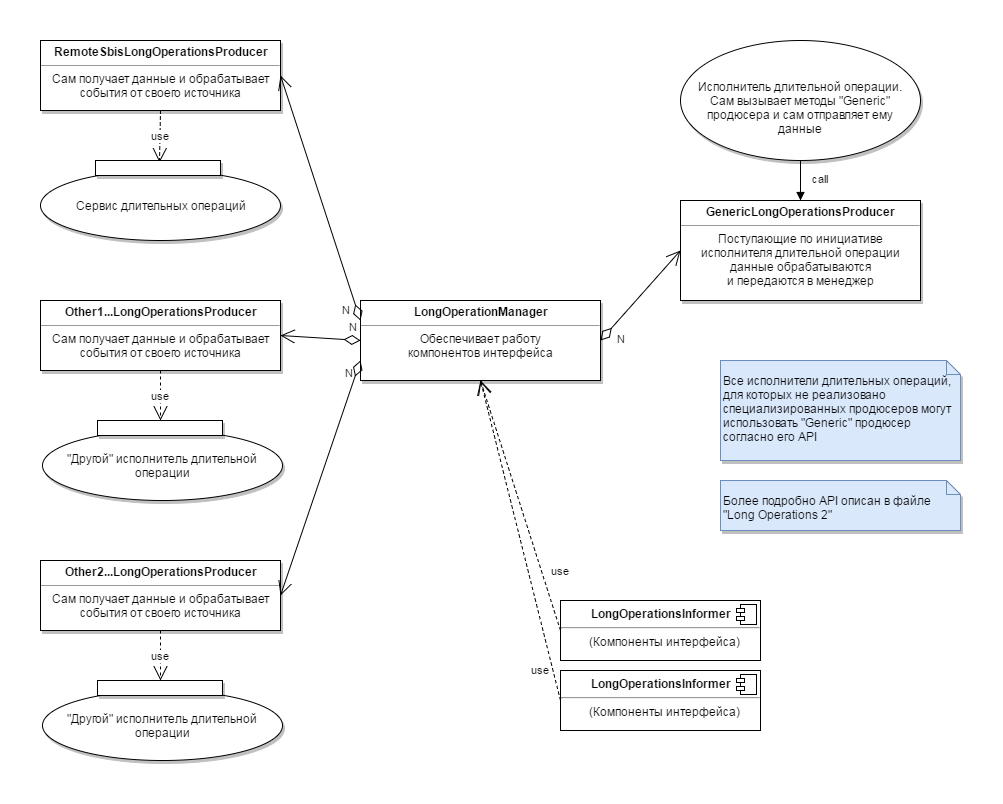 RemoteSbisLongOperationsProducer
Сам получает данные и обрабатывает
события от своего источника
use
Сервис длительных операций
Исполнитель длительной операции.
Сам вызывает методы "Generic"
продюсера и сам отправляет ему
данные
call
GenericLongOperationsProducer
Поступающие по инициативе
исполнителя длительной операции
данные обрабатываются
и передаются в менеджер
Other1...LongOperationsProducer
Сам получает данные и обрабатывает
события от своего источника
use
"Другой" исполнитель длительной
операции
N
N
N
LongOperationManager
Обеспечивает работу
компонентов интерфейса
N
Все исполнители длительных операций,
для которых не реализовано
специализированных продюсеров могут
использовать "Generic" продюсер
согласно его API
Более подробно API описан в файле
"Long Operations 2"
Other2...LongOperationsProducer
Сам получает данные и обрабатывает
события от своего источника
use
"Другой" исполнитель длительной
операции
use
LongOperationsInformer
(Компоненты интерфейса)
use
LongOperationsInformer
(Компоненты интерфейса)